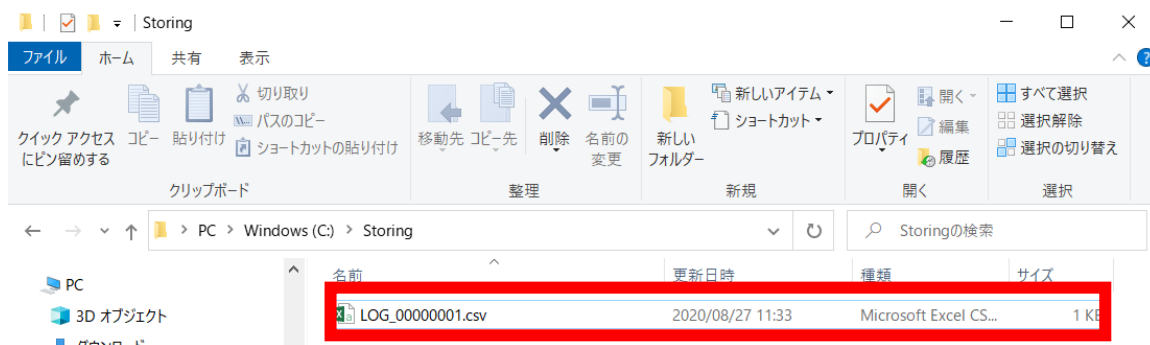 Storing
ファイル ホーム 共有 表示
クイック アクセス
にピン留めする
コピー
貼り付け
切り取り
パスのコピー
ショートカットの貼り付け
クリップボード
移動先
コピー先
削除
名前の
変更
整理
新しい
フォルダー
新しいアイテム
ショートカット
新規
プロパティ
開く
編集
履歴
開く
すべて選択
選択解除
選択の切り替え
選択
PC > Windows (C:) > Storing
Storingの検索
名前 更新日時 種類 サイズ
PC
3D オブジェクト
LOG_00000001.csv 2020/08/27 11:33 Microsoft Excel CS... 1 KB